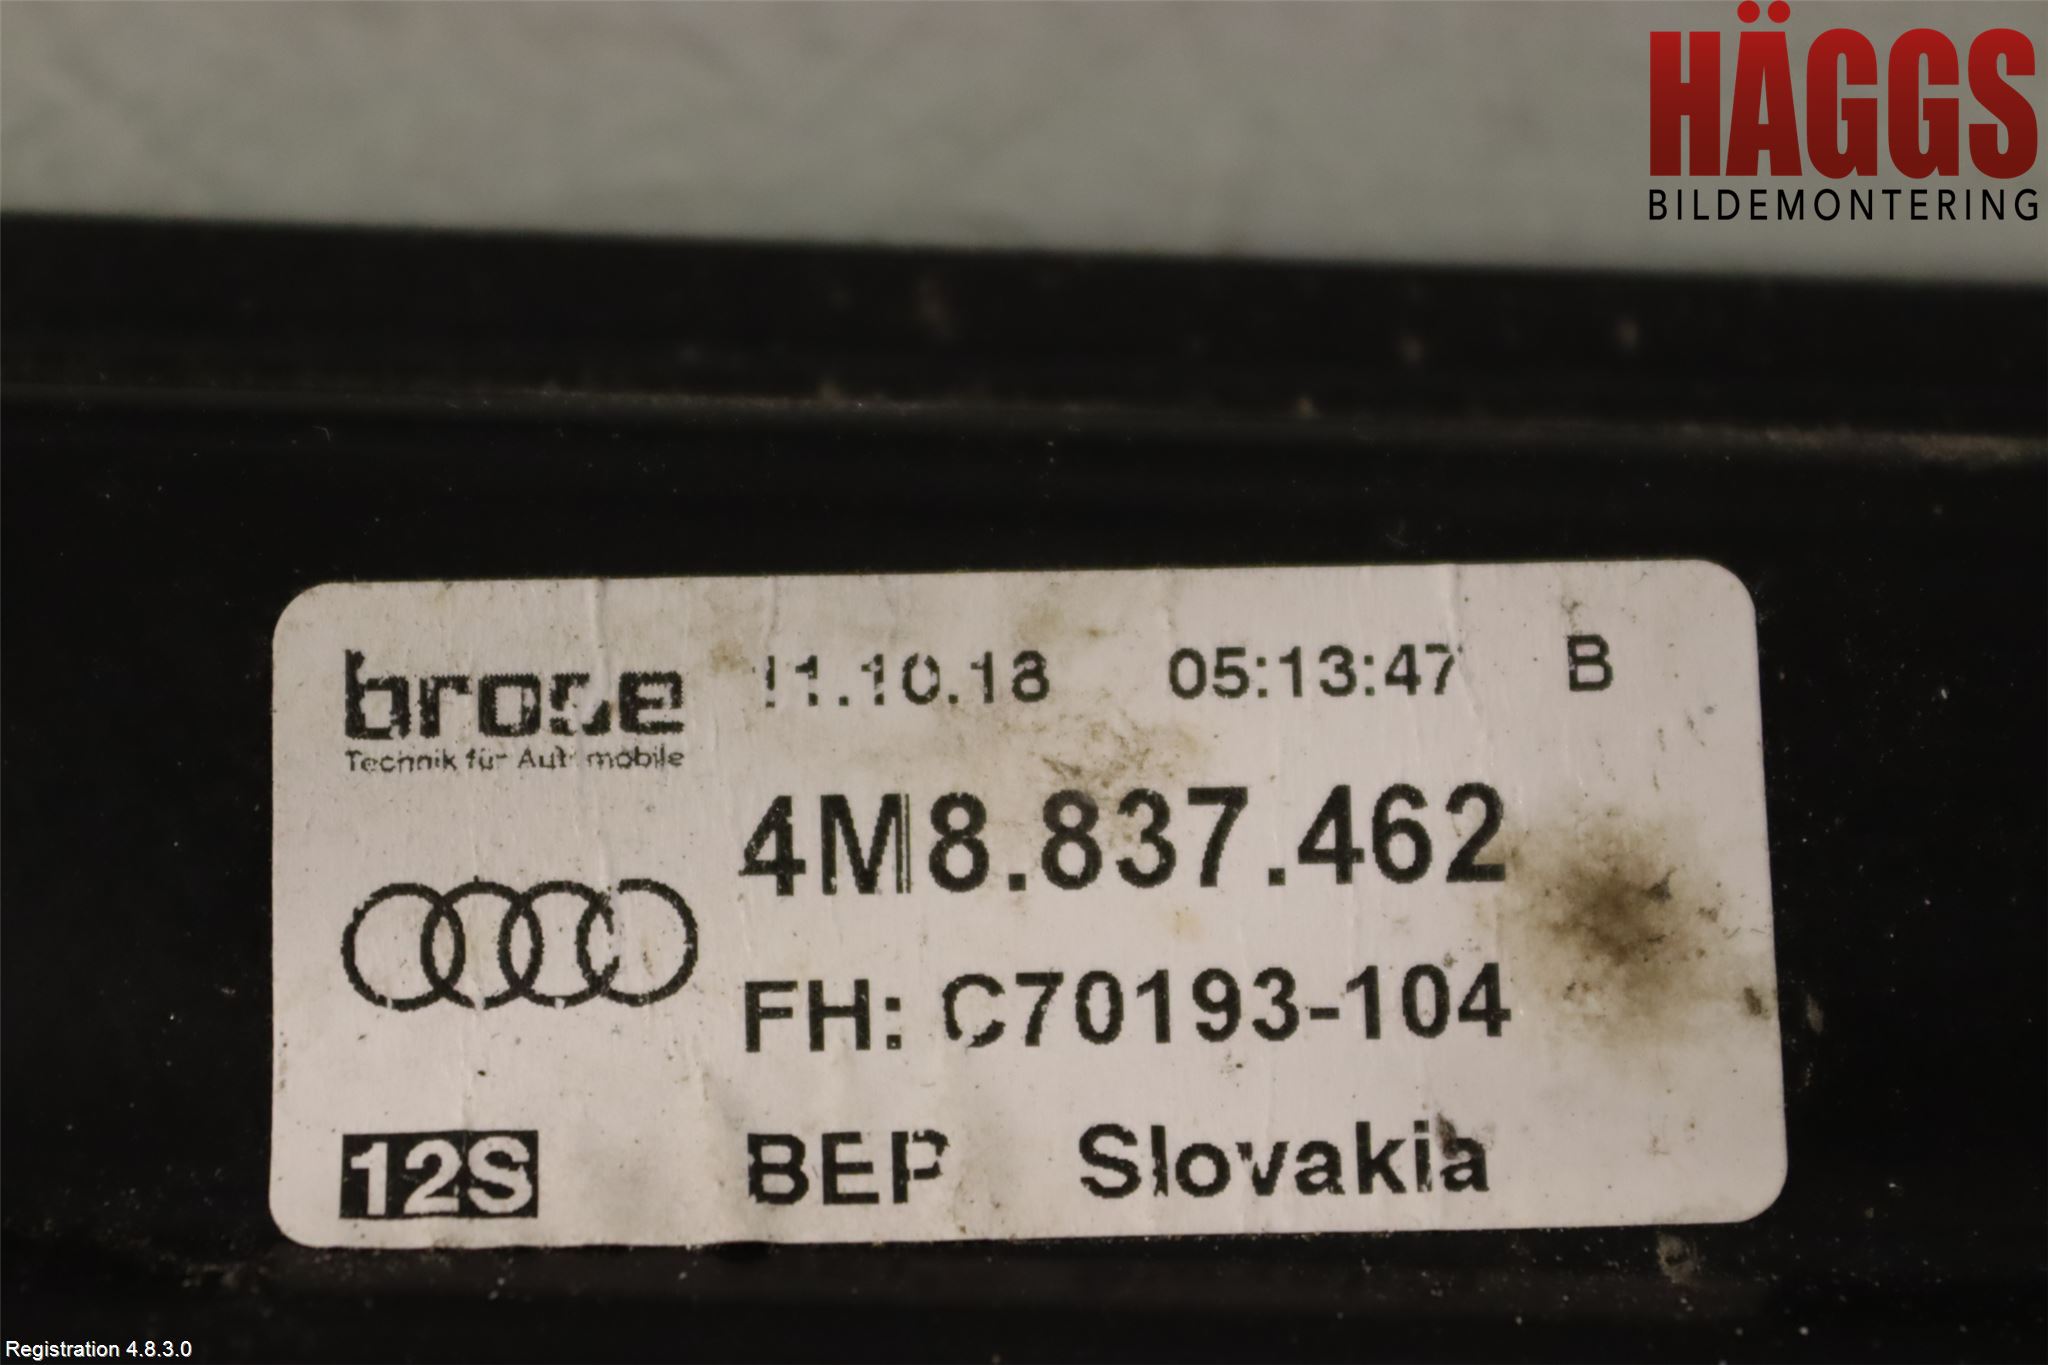 HÄGGS
BILDEMONTERING
brose 11.10.18 05:13:47 B
Technik für Automobile
4M8.837.462
FH: C70193-104
12S BEP Slovakia
Registration 4.8.3.0